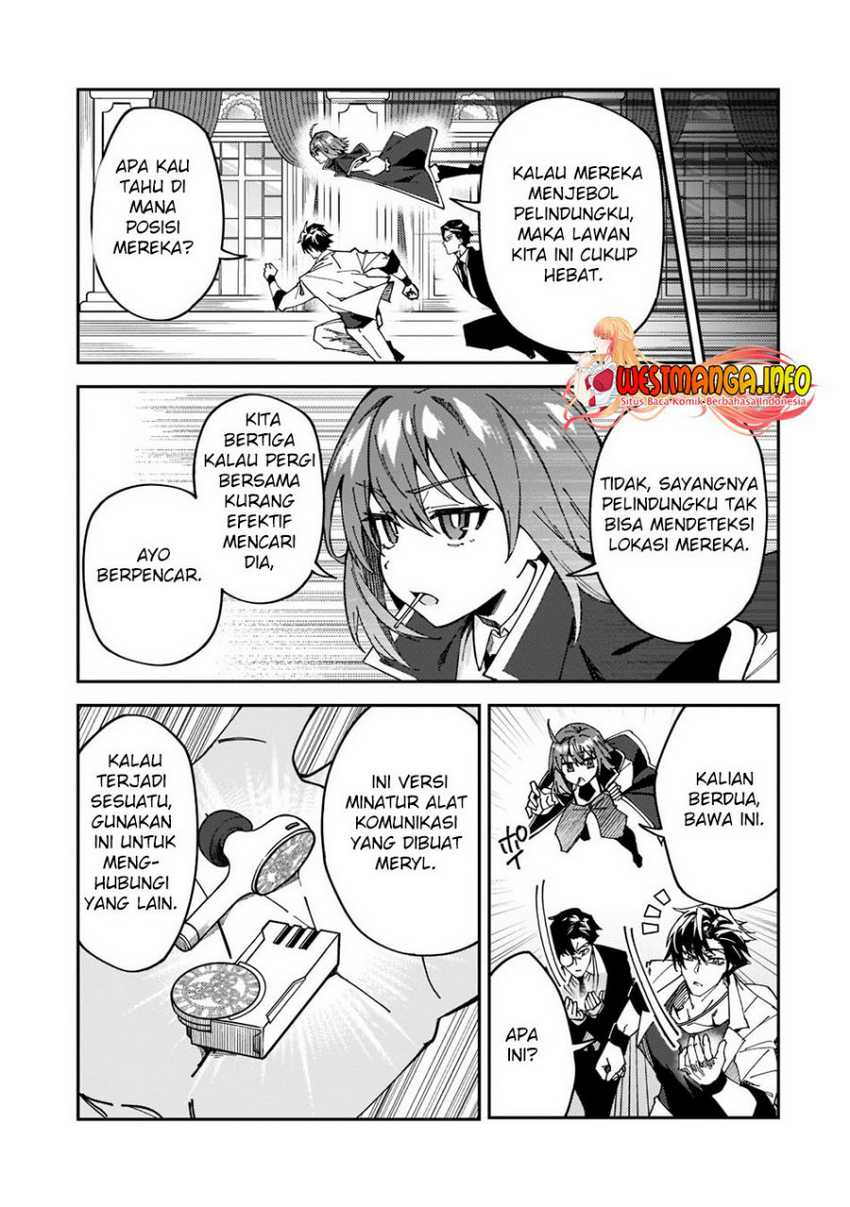 KALAU MEREKA
MENJEBOL
PELINDUNGKU,
MAKA LAWAN
KITA INI CUKUP
HEBAT.
APA KAU
TAHU DI
MANA
POSISI
MEREKA?
WESTMANGA.INFO
Situs Baca Komik Berbahasa Indonesia
TIDAK, SAYANGNYA
PELINDUNGKU TAK
BISA MENDETEKSI
LOKASI MEREKA.
KITA
BERTIGA
KALAU PERGI
BERSAMA
KURANG
EFEKTIF
MENCARI
DIA,
AYO
BERPENCAR.
KALIAN
BERDUA,
BAWA INI.
APA
INI?
INI VERSI
MINATUR ALAT
KOMUNIKASI
YANG DIBUAT
MERYL.
KALAU
TERJADI
SESUATU,
GUNAKAN
INI UNTUK
MENG-
HUBUNGI
YANG LAIN.